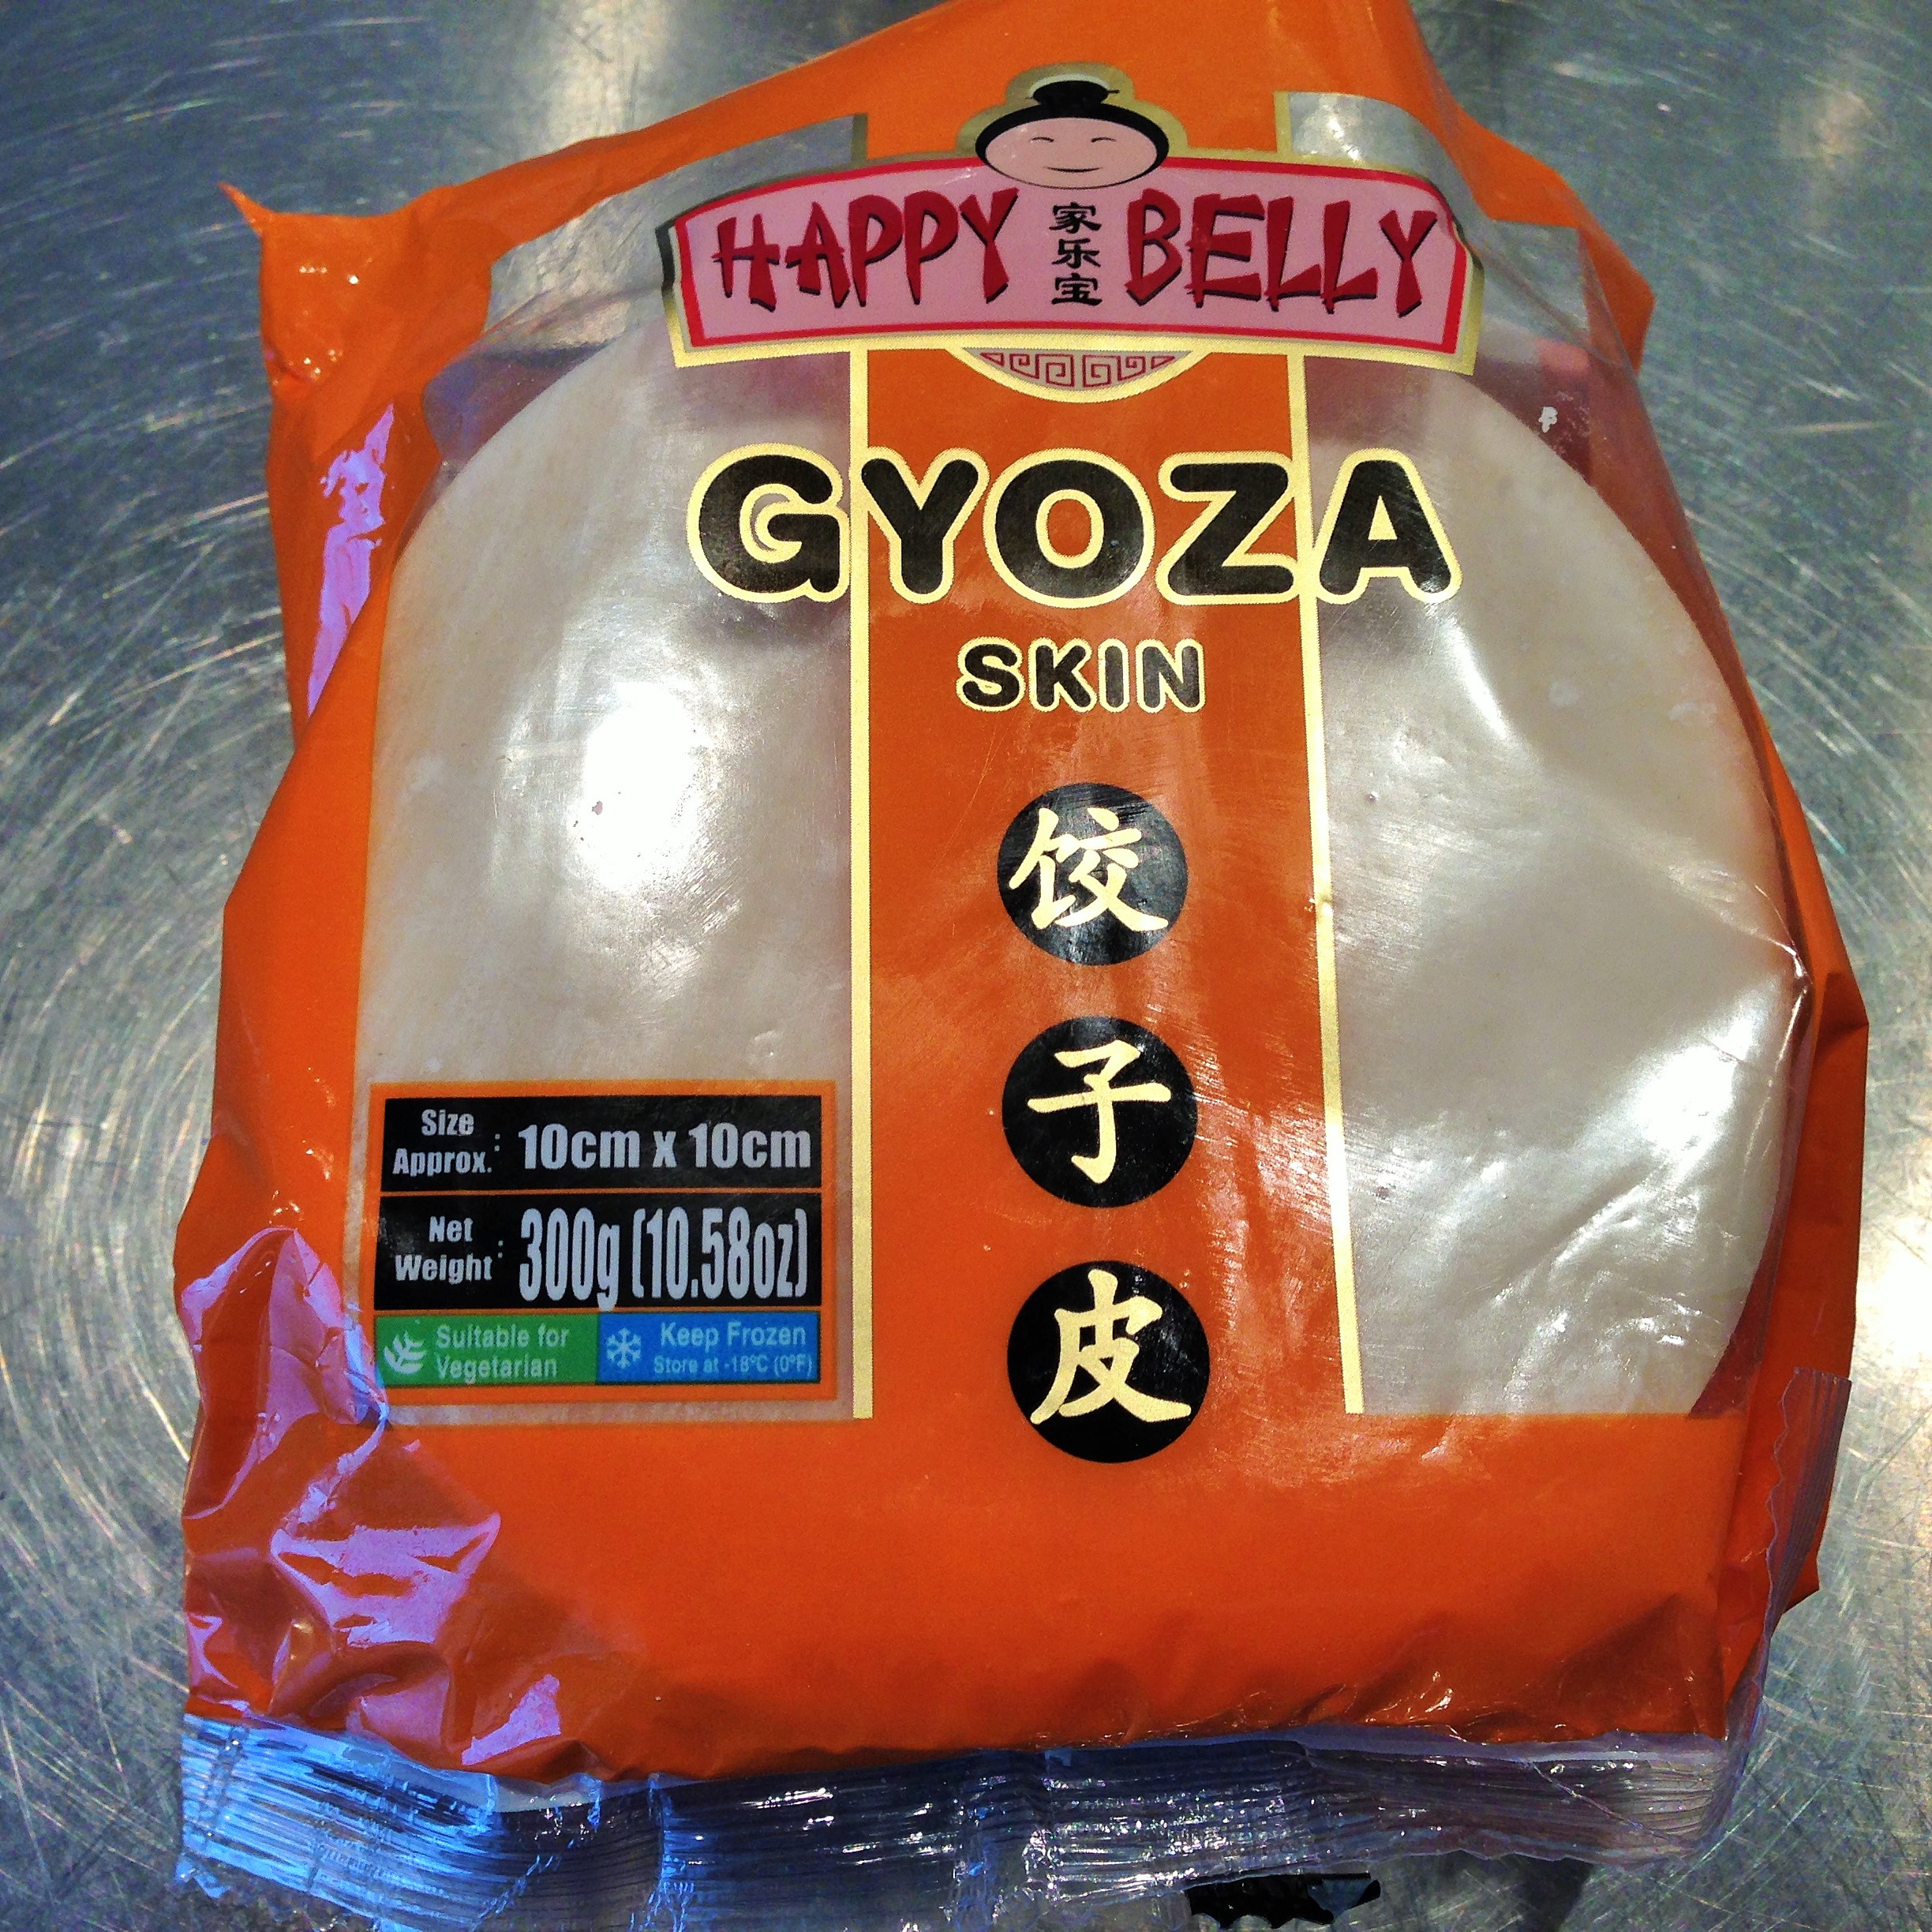 HAPPY 家乐宝 BELLY
GYOZA
SKIN
饺
子
皮
Size
Approx. : 10cm x 10cm
Net
Weight : 300g (10.58oz)
Suitable for
Vegetarian
Keep Frozen
Store at -18°C (0°F)